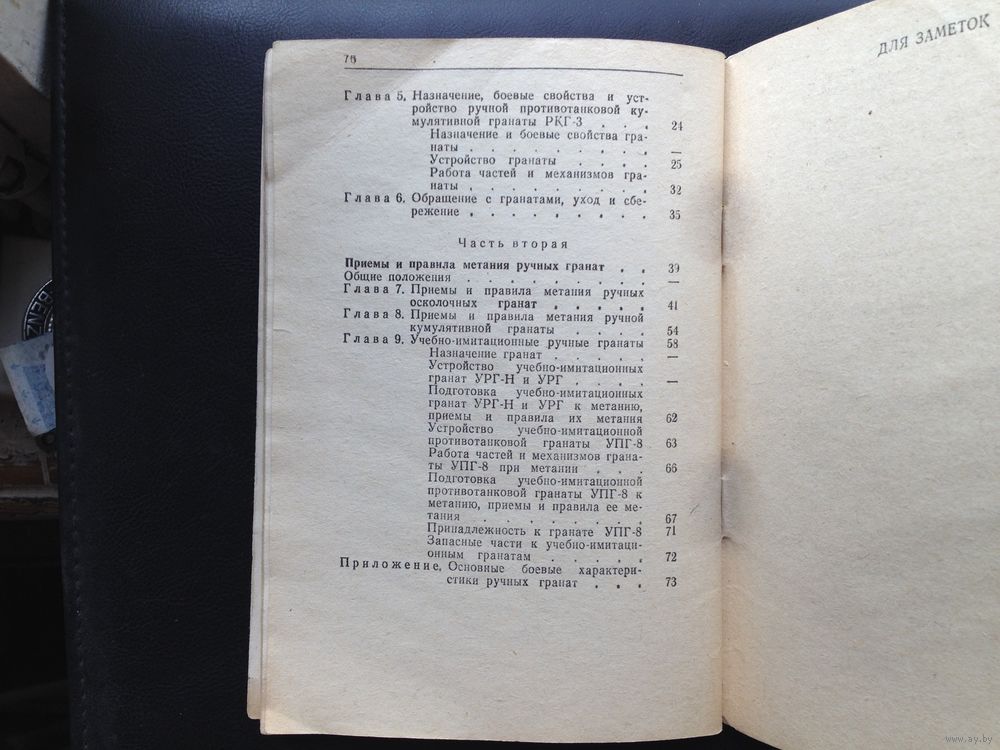 76
Глава 5. Назначение, боевые свойства и уст-
ройство ручной противотанковой ку-
мулятивной гранаты РКГ-3 . . . 24
Назначение и боевые свойства гра-
наты . . . . . . . . . —
Устройство гранаты . . . . 25
Работа частей и механизмов гра-
наты . . . . . . . . . 32
Глава 6. Обращение с гранатами, уход и сбе-
режение . . . . . . . . . 35
Часть вторая
Приемы и правила метания ручных гранат . . 39
Общие положения . . . . . . . . . —
Глава 7. Приемы и правила метания ручных
осколочных гранат . . . . . 41
Глава 8. Приемы и правила метания ручной
кумулятивной гранаты . . . . 54
Глава 9. Учебно-имитационные ручные гранаты 58
Назначение гранат . . . . . —
Устройство учебно-имитационных
гранат УРГ-Н и УРГ . . . . —
Подготовка учебно-имитационных
гранат УРГ-Н и УРГ к метанию,
приемы и правила их метания 62
Устройство учебно-имитационной
противотанковой гранаты УПГ-8 63
Работа частей и механизмов грана-
ты УПГ-8 при метании . . . 66
Подготовка учебно-имитационной
противотанковой гранаты УПГ-8 к
метанию, приемы и правила ее ме-
тания . . . . . . . . 67
Принадлежность к гранате УПГ-8 71
Запасные части к учебно-имитаци-
онным гранатам . . . . . 72
Приложение. Основные боевые характери-
стики ручных гранат . . . 73
ДЛЯ ЗАМЕТОК
BENZ
www.ay.by